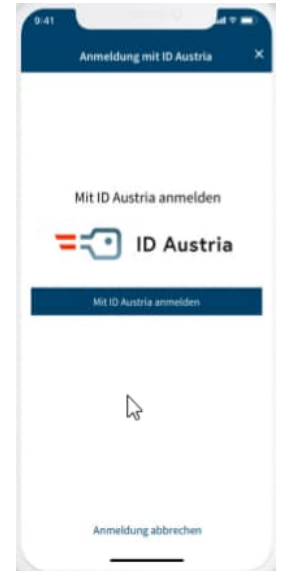 9:41
Anmeldung mit ID Austria
Mit ID Austria anmelden
ID Austria
Mit ID Austria anmelden
Anmeldung abbrechen